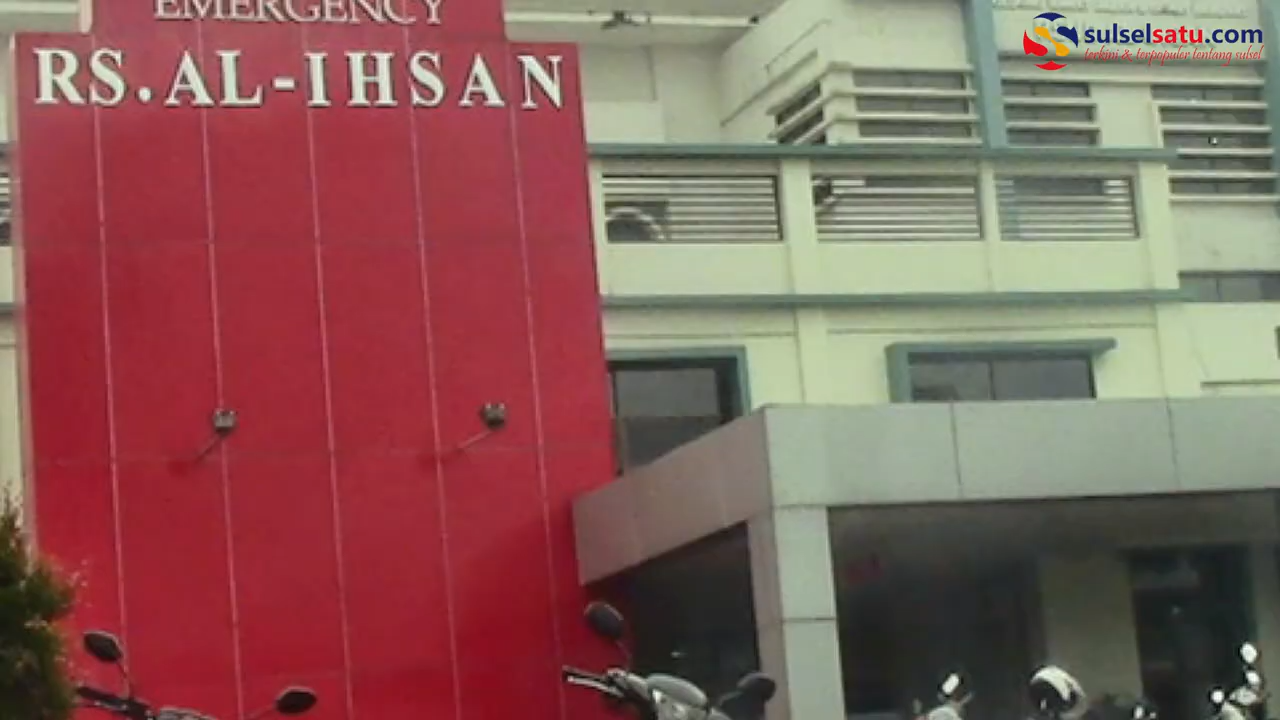 EMERGENCY
RS. AL-IHSAN
sulselsatu.com
terkini & terpopuler tentang sulsel